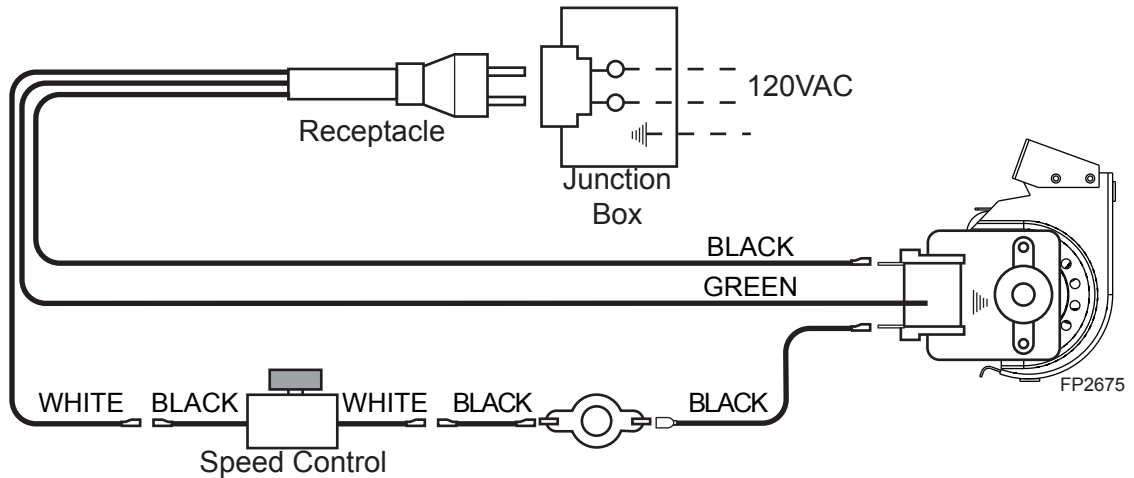 120VAC
Receptacle
Junction
Box
BLACK
GREEN
FP2675
WHITE BLACK WHITE BLACK BLACK
Speed Control